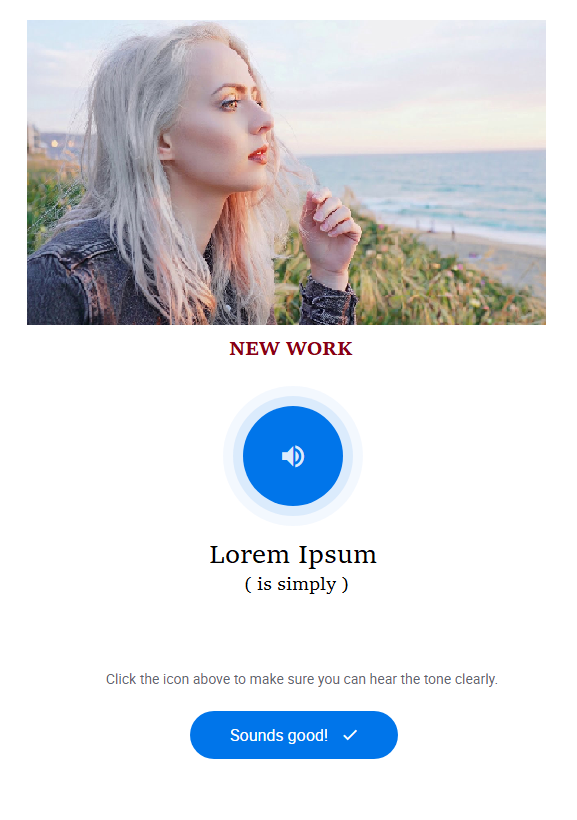 NEW WORK
Lorem Ipsum
( is simply )
Click the icon above to make sure you can hear the tone clearly.
Sounds good!